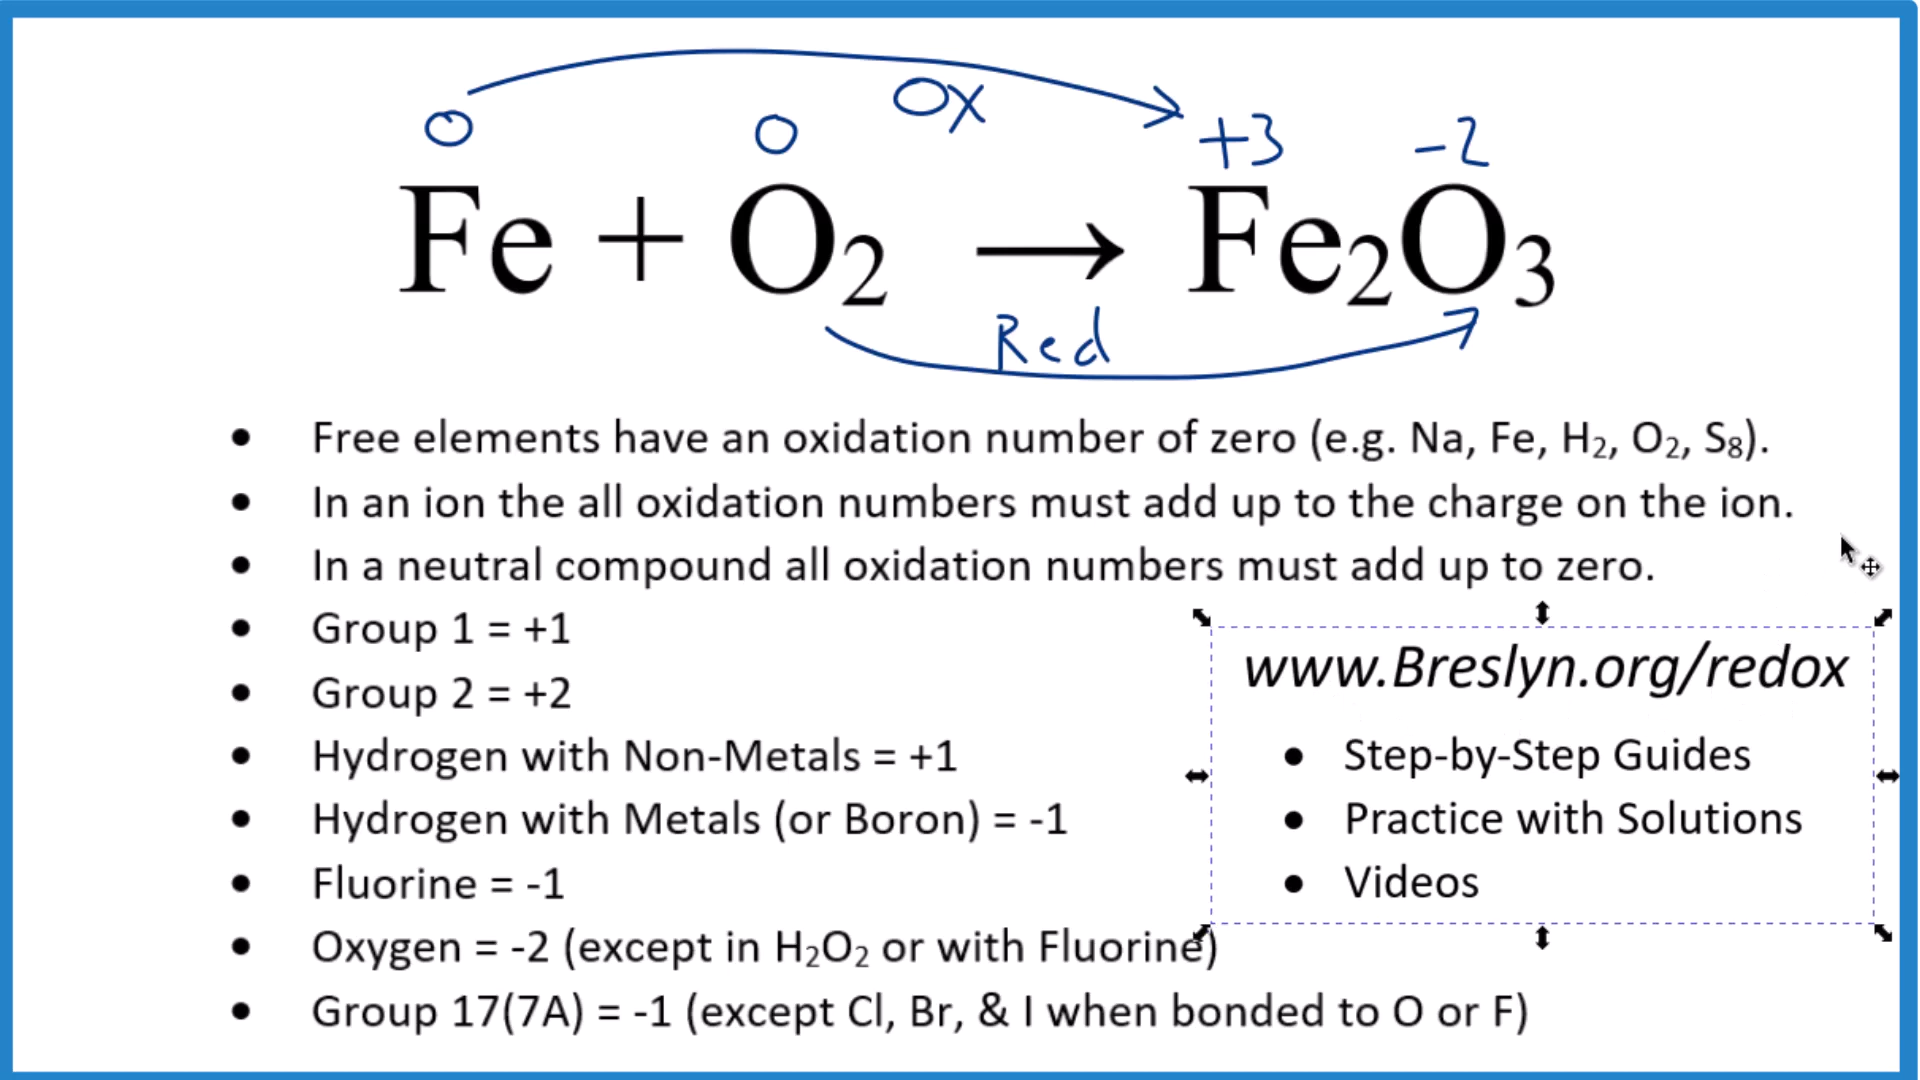 Ox
0 0 +3 -2
Fe + O₂ → Fe₂O₃
Red
• Free elements have an oxidation number of zero (e.g. Na, Fe, H₂, O₂, S₈).
• In an ion the all oxidation numbers must add up to the charge on the ion.
• In a neutral compound all oxidation numbers must add up to zero.
• Group 1 = +1
• Group 2 = +2
• Hydrogen with Non-Metals = +1
• Hydrogen with Metals (or Boron) = -1
• Fluorine = -1
• Oxygen = -2 (except in H₂O₂ or with Fluorine)
• Group 17(7A) = -1 (except Cl, Br, & I when bonded to O or F)
www.Breslyn.org/redox
• Step-by-Step Guides
• Practice with Solutions
• Videos